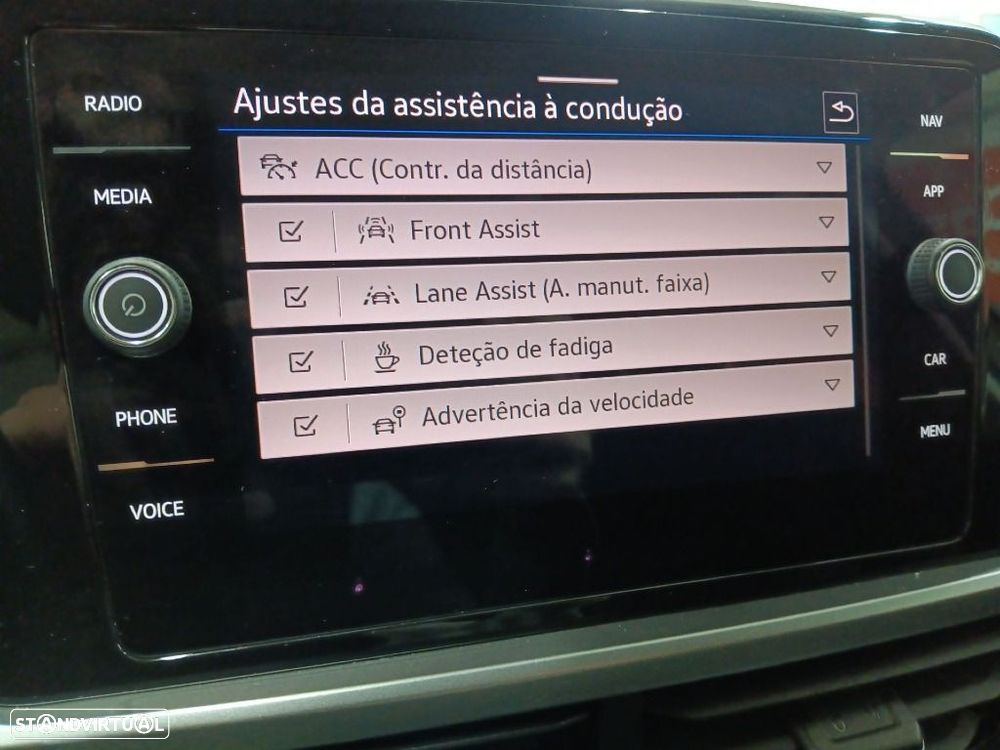 RADIO
MEDIA
PHONE
VOICE
Ajustes da assistência à condução
ACC (Contr. da distância)
Front Assist
Lane Assist (A. manut. faixa)
Deteção de fadiga
Advertência da velocidade
NAV
APP
CAR
MENU
STANDVIRTUAL